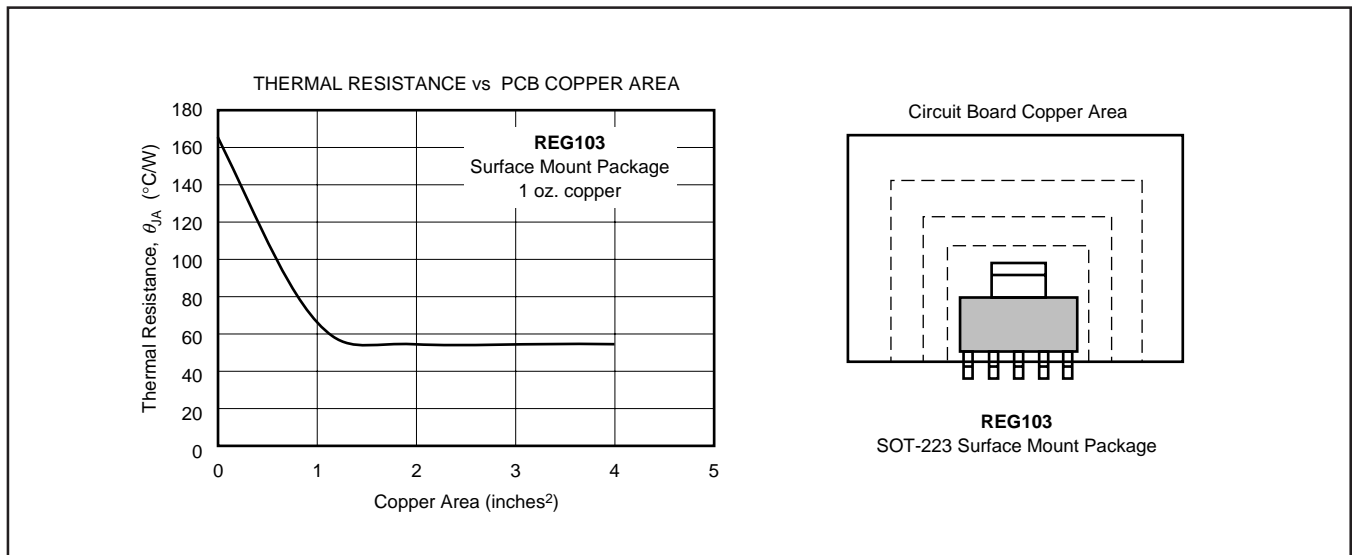 THERMAL RESISTANCE vs PCB COPPER AREA
180
160
140
120
100
80
60
40
20
0
Thermal Resistance, θJA (°C/W)
REG103
Surface Mount Package
1 oz. copper
0 1 2 3 4 5
Copper Area (inches²)
Circuit Board Copper Area
REG103
SOT-223 Surface Mount Package